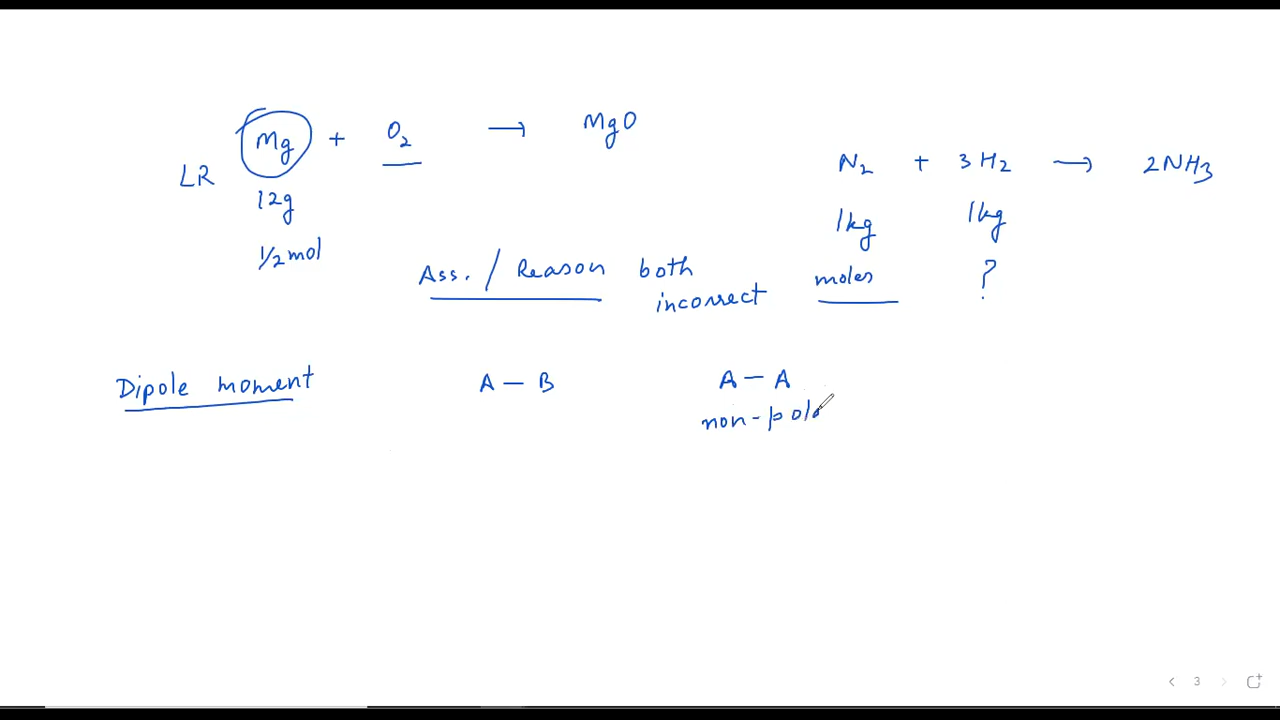 Mg + O2 → MgO
LR
12g
1/2 mol
N2 + 3H2 → 2NH3
1kg 1kg
moles ?
Ass. / Reason both
incorrect
Dipole moment A — B A — A
non-pola
3